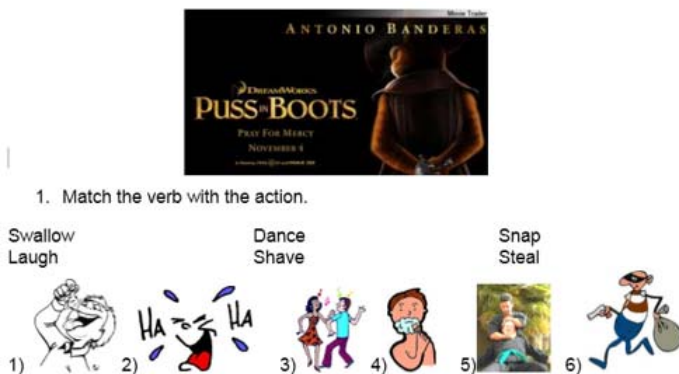 Movie Trailer
ANTONIO BANDERAS
DREAMWORKS
PUSS IN BOOTS
PRAY FOR MERCY
NOVEMBER 4
1. Match the verb with the action.
Swallow Dance Snap
Laugh Shave Steal
HA HA
1) 2) 3) 4) 5) 6)